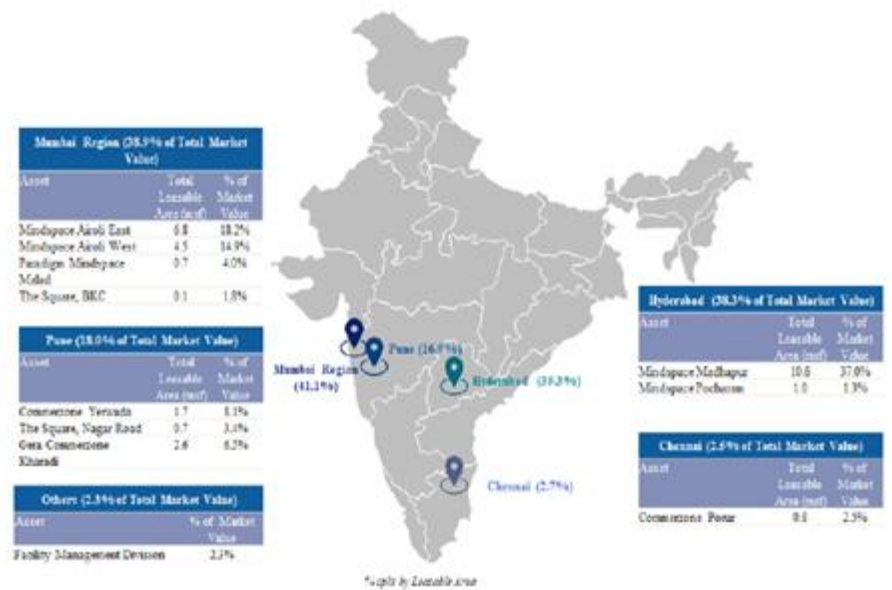 Mumbai Region (38.9% of Total Market
Value)
Asset
Total
Leasable
Area (msf)
% of
Market
Value
Mindspace Airoli East 6.8 18.2%
Mindspace Airoli West 4.5 14.9%
Paradigm Mindspace
Malad
0.7 4.0%
The Square, BKC 0.1 1.8%
Pune (18.0% of Total Market Value)
Asset
Total
Leasable
Area (msf)
% of
Market
Value
Commerzone Yerwada 1.7 8.1%
The Square, Nagar Road 0.7 3.4%
Gera Commerzone
Kharadi
2.6 6.5%
Others (2.3% of Total Market Value)
Asset
% of Market
Value
Facility Management Division 2.3%
Mumbai Region
(41.1%)
Pune (16.9%)
Hyderabad (39.3%)
Chennai (2.7%)
Hyderabad (38.3% of Total Market Value)
Asset
Total
Leasable
Area (msf)
% of
Market
Value
Mindspace Madhapur 10.6 37.0%
Mindspace Pocharam 1.0 1.3%
Chennai (2.5% of Total Market Value)
Asset
Total
Leasable
Area (msf)
% of
Market
Value
Commerzone Porur 0.8 2.5%
% split by Leasable Area